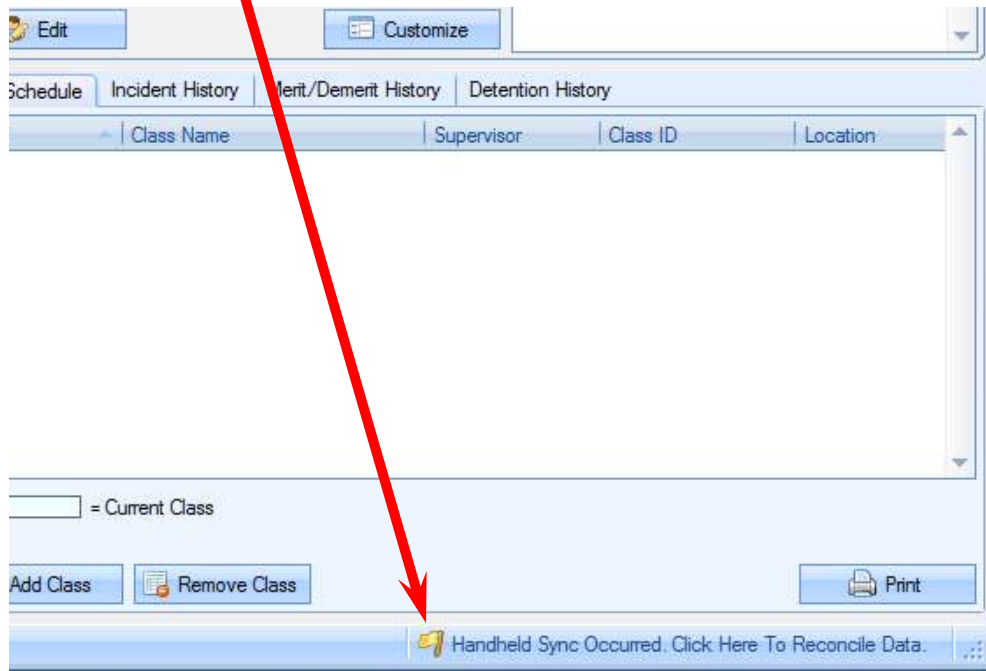 Edit Customize
Schedule Incident History Merit/Demerit History Detention History
Class Name Supervisor Class ID Location
= Current Class
Add Class Remove Class Print
Handheld Sync Occurred. Click Here To Reconcile Data.